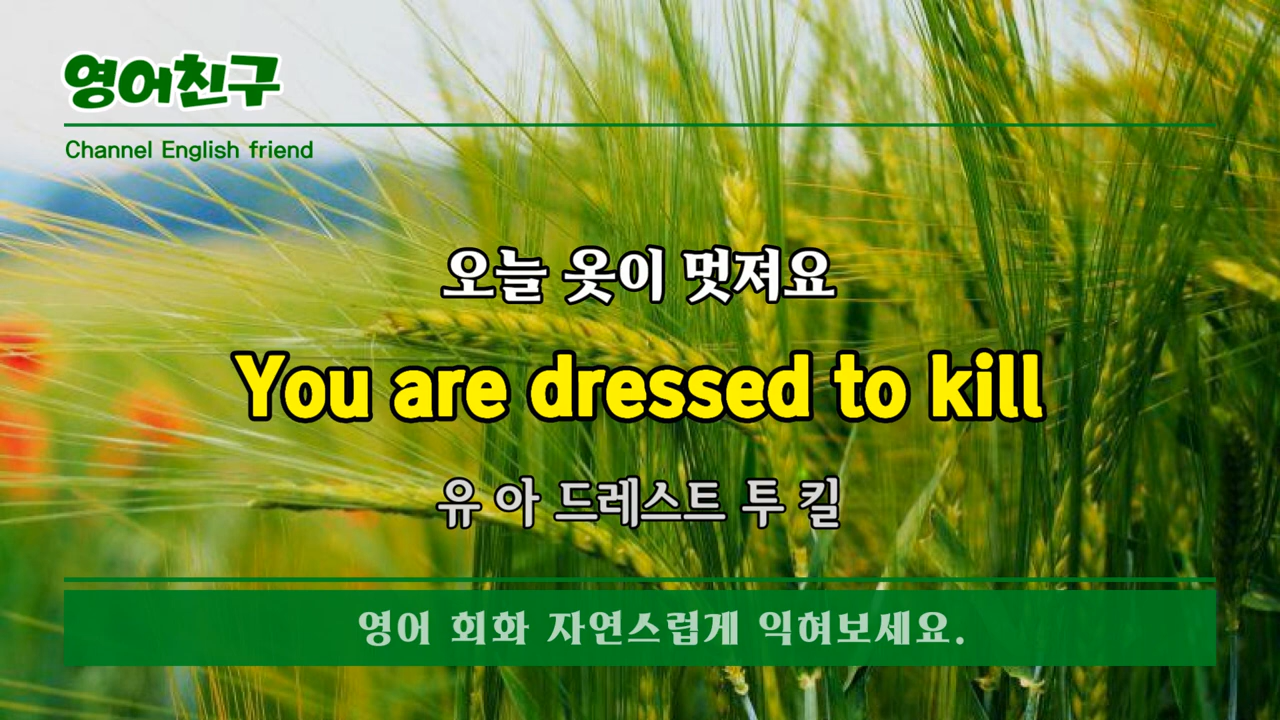 영어친구
Channel English friend
오늘 옷이 멋져요
You are dressed to kill
유 아 드레스트 투 킬
영어 회화 자연스럽게 익혀보세요.